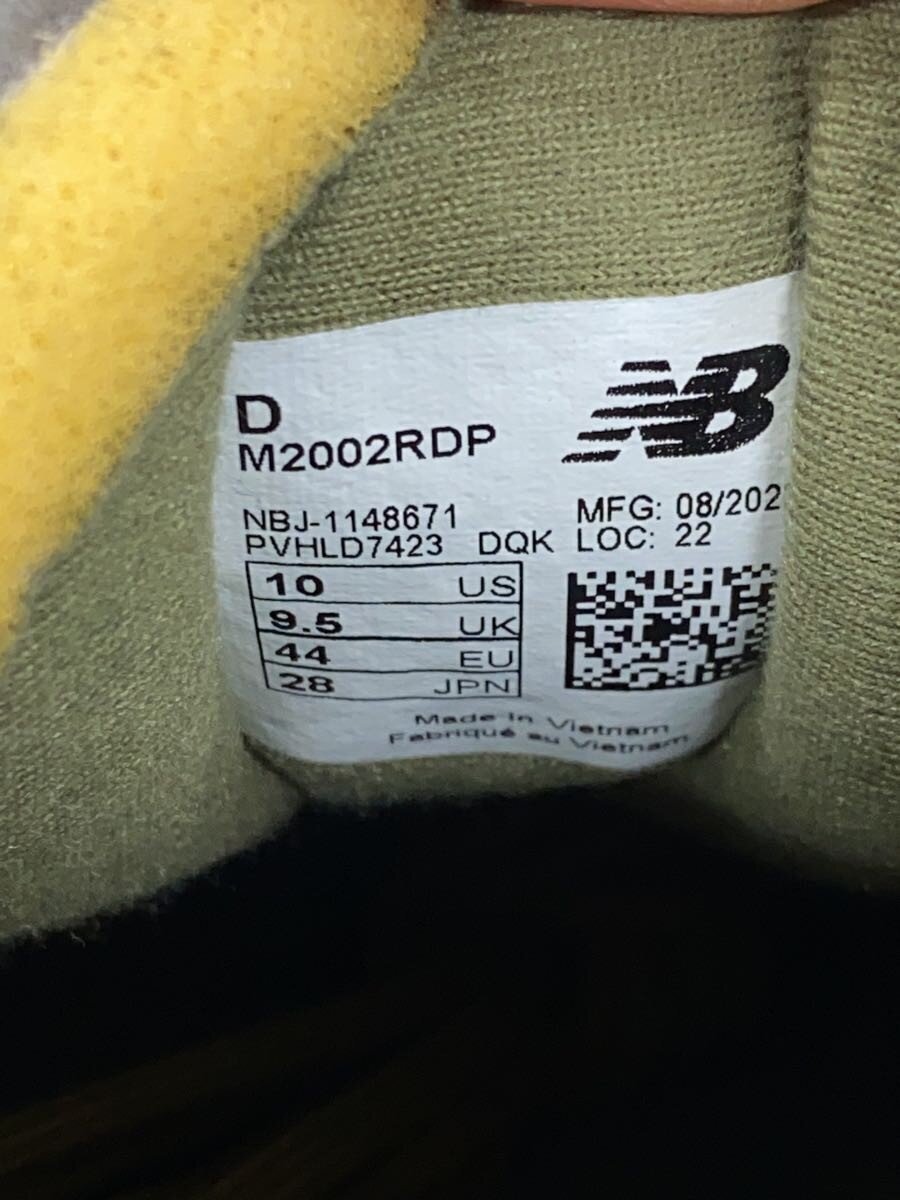 D
M2002RDP
NB
NBJ-1148671
MFG: 08/202
PVHLD7423 DQK LOC: 22
10 US
9.5 UK
44 EU
28 JPN
Made in Vietnam
Fabriqué au Vietnam